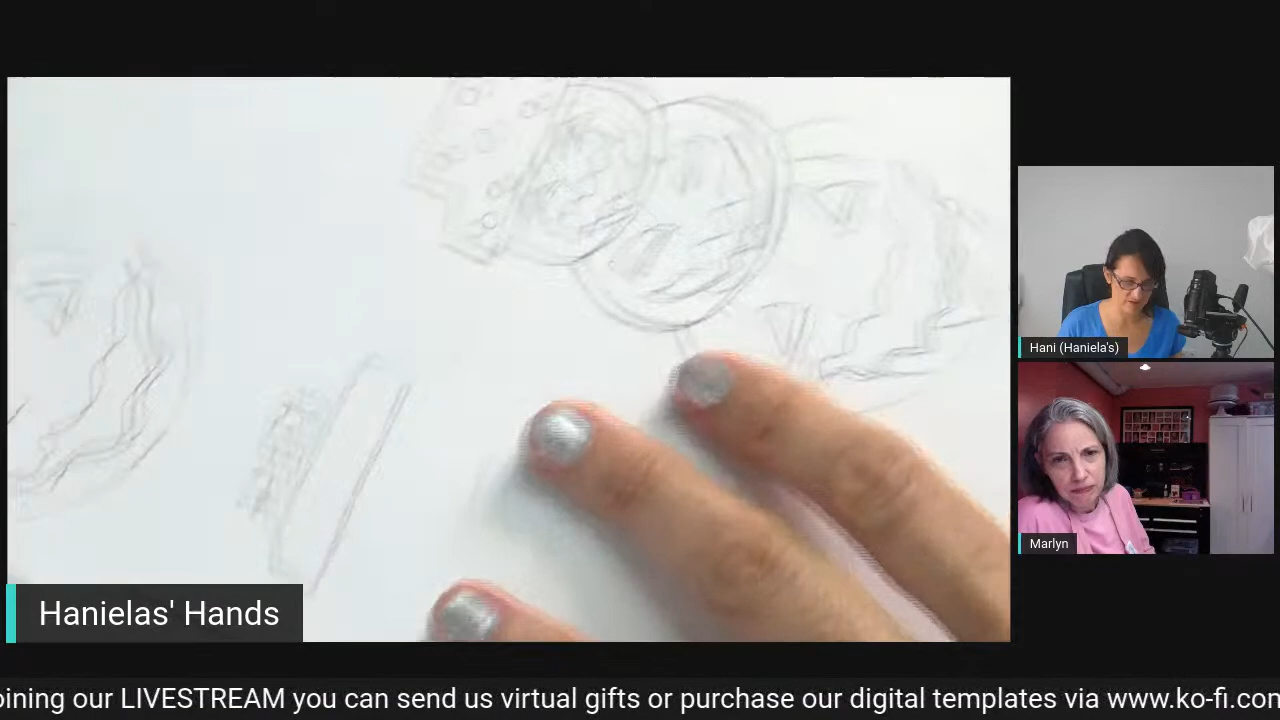 Hani (Haniela's)
Marlyn
Hanielas' Hands
oining our LIVESTREAM you can send us virtual gifts or purchase our digital templates via www.ko-fi.con